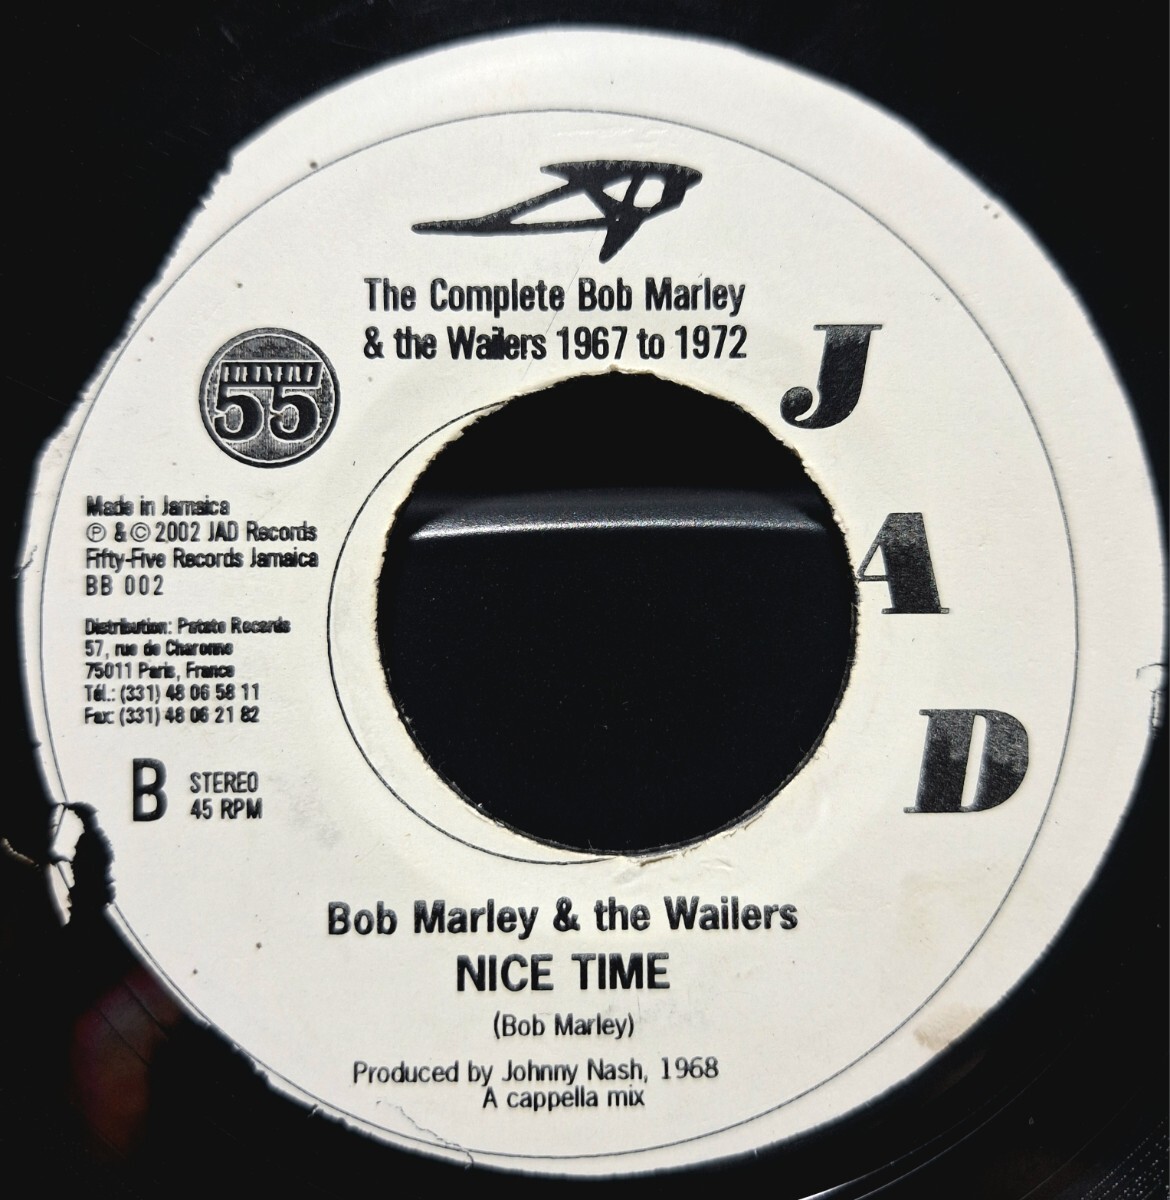 The Complete Bob Marley
& the Wailers 1967 to 1972
55
J
A
D
Made in Jamaica
℗ & © 2002 JAD Records
Fifty-Five Records Jamaica
BB 002
Distribution: Patate Records
57, rue de Charonne
75011 Paris, France
Tél.: (331) 48 06 58 11
Fax: (331) 48 06 21 82
B
STEREO
45 RPM
Bob Marley & the Wailers
NICE TIME
(Bob Marley)
Produced by Johnny Nash, 1968
A cappella mix